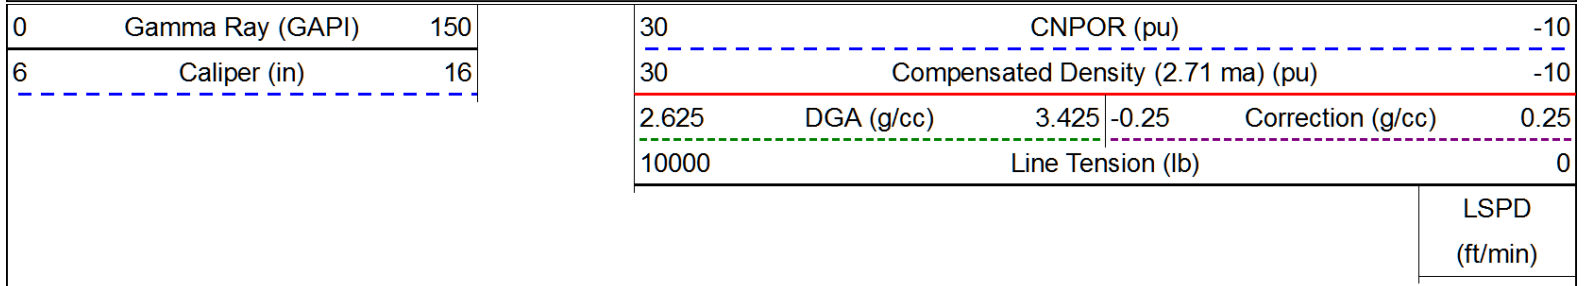 0 Gamma Ray (GAPI) 150
6 Caliper (in) 16
30 CNPOR (pu) -10
30 Compensated Density (2.71 ma) (pu) -10
2.625 DGA (g/cc) 3.425 -0.25 Correction (g/cc) 0.25
10000 Line Tension (lb) 0
LSPD
(ft/min)